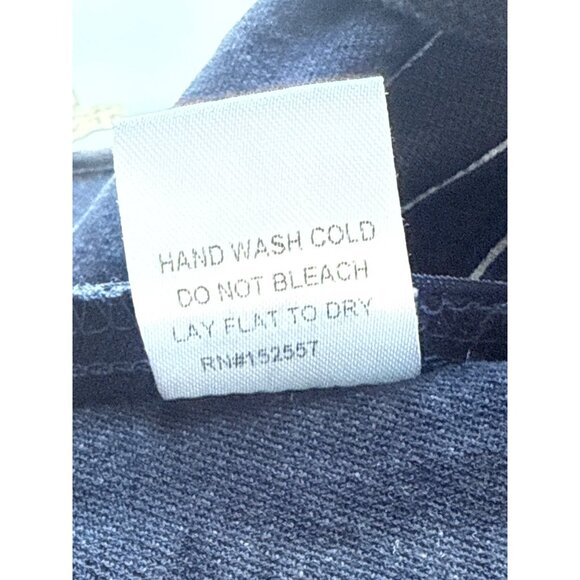 HAND WASH COLD
DO NOT BLEACH
LAY FLAT TO DRY
RN#152557